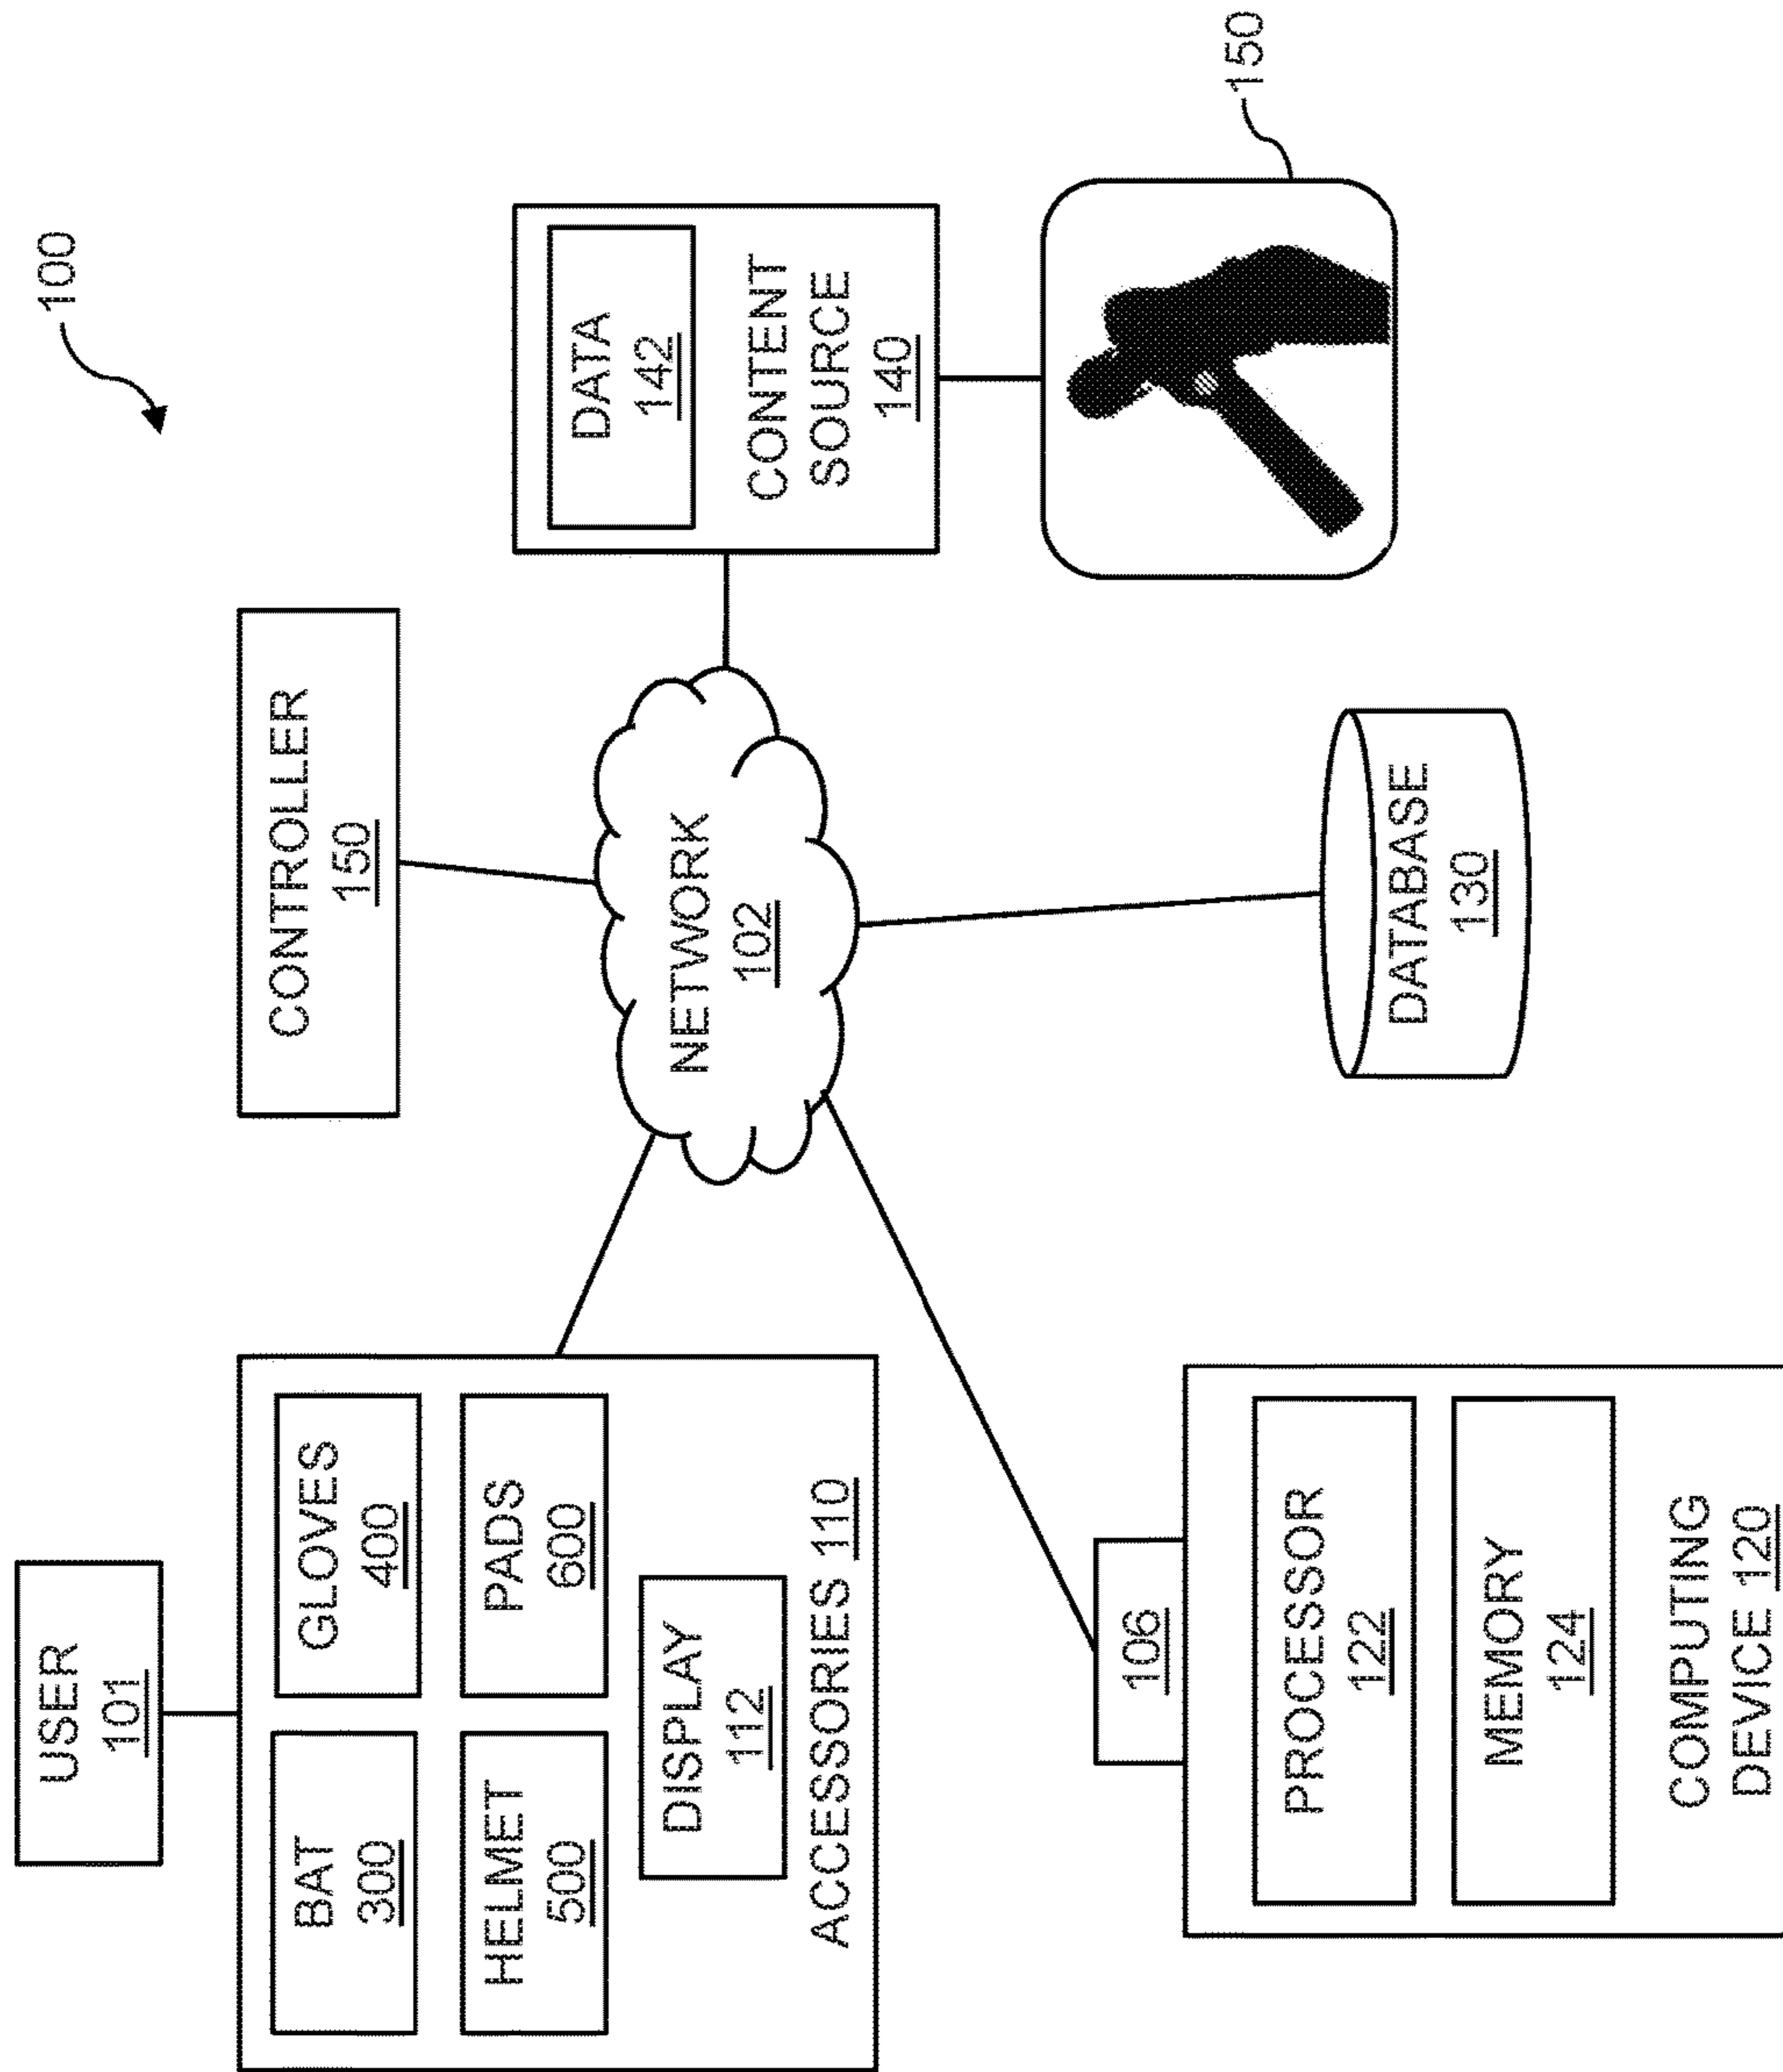 100
USER
101
BAT
300
GLOVES
400
HELMET
500
PADS
600
DISPLAY
112
ACCESSORIES 110
CONTROLLER
150
NETWORK
102
DATA
142
CONTENT
SOURCE
140
150
106
PROCESSOR
122
MEMORY
124
COMPUTING
DEVICE 120
DATABASE
130